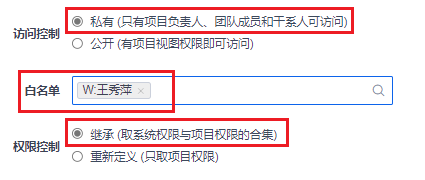 访问控制 私有 (只有项目负责人、团队成员和干系人可访问)
公开 (有项目视图权限即可访问)
白名单 W:王秀萍 ×
权限控制 继承 (取系统权限与项目权限的合集)
重新定义 (只取项目权限)